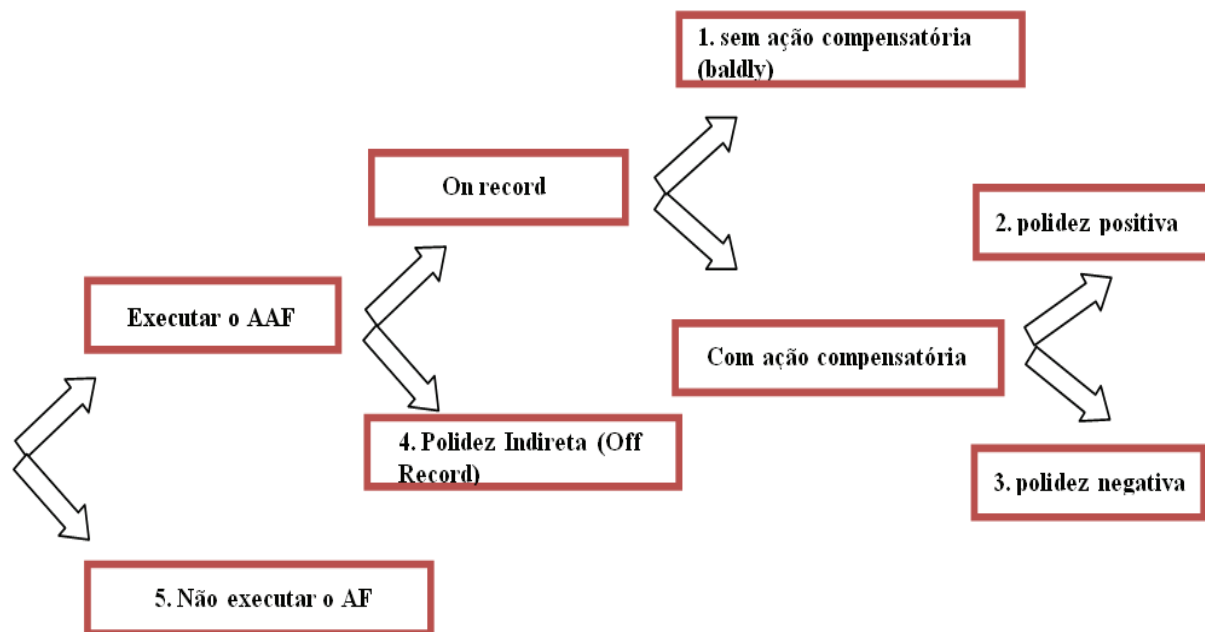 1. sem ação compensatória
(baldly)
On record
2. polidez positiva
Executar o AAF
Com ação compensatória
4. Polidez Indireta (Off
Record)
3. polidez negativa
5. Não executar o AF